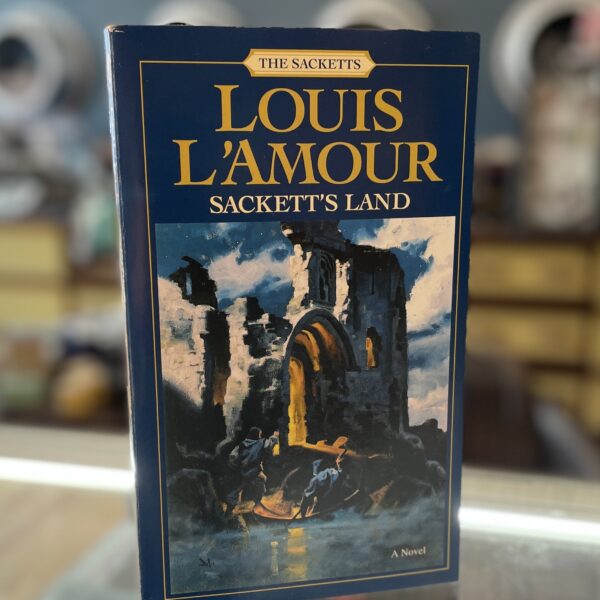 THE SACKETTS
LOUIS
L'AMOUR
SACKETT'S LAND
A Novel